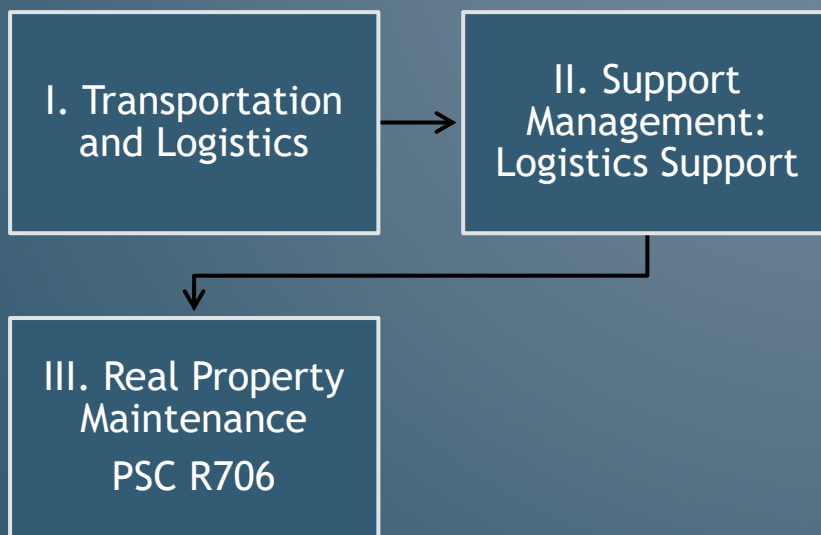 I. Transportation
and Logistics
II. Support
Management:
Logistics Support
III. Real Property
Maintenance
PSC R706